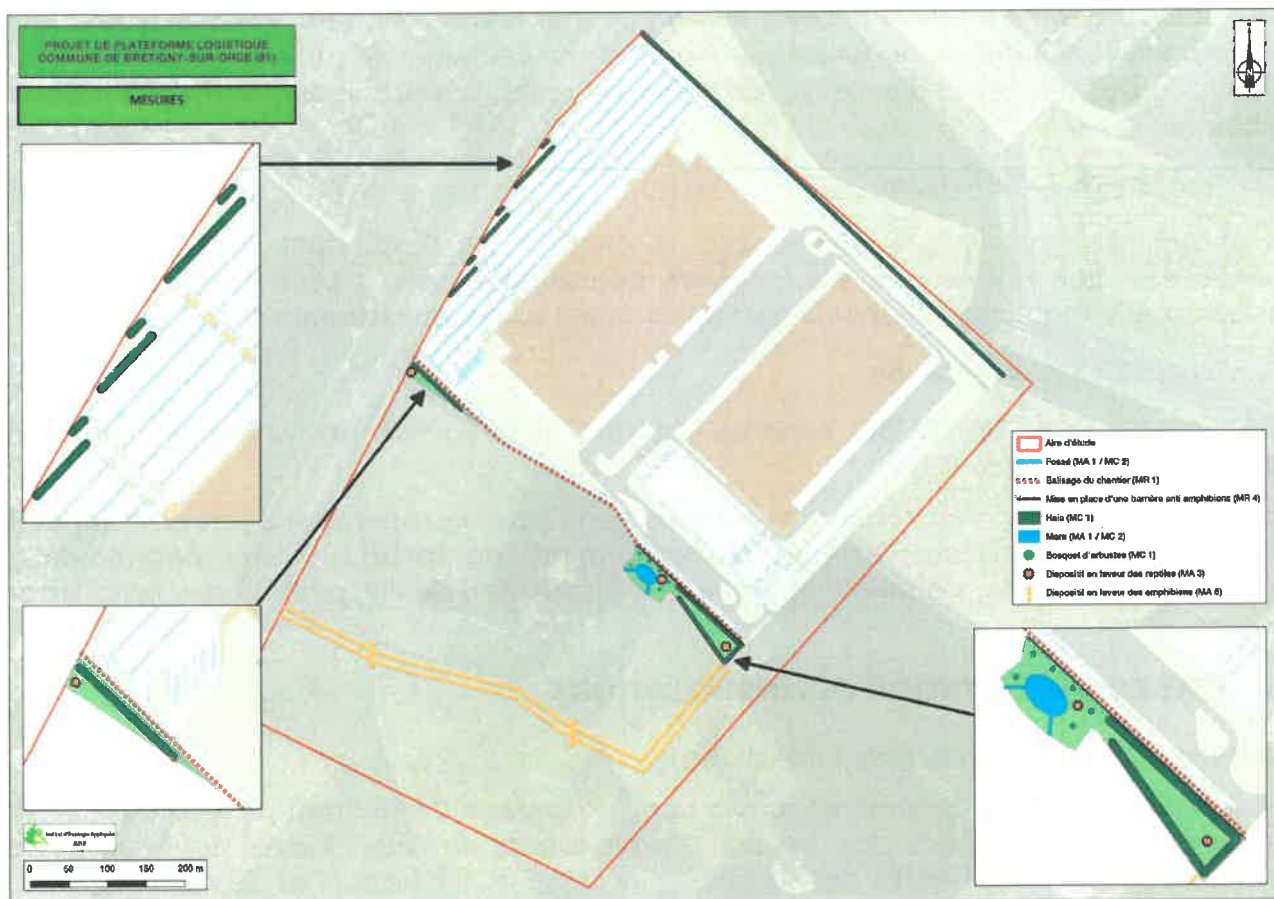 PROJET DE PLATEFORME LOGISTIQUE
COMMUNE DE BRETIGNY-SUR-ORGE (91)
MESURES
N
Aire d'étude
Fossé (MA 1 / MC 2)
Balisage du chantier (MR 1)
Mise en place d'une barrière anti amphibiens (MR 4)
Haie (MC 1)
Mare (MA 1 / MC 2)
Bosquet d'arbustes (MC 1)
Dispositif en faveur des reptiles (MA 3)
Dispositif en faveur des amphibiens (MA 6)
Institut d'Ecologie Appliquée
0 50 100 150 200 m